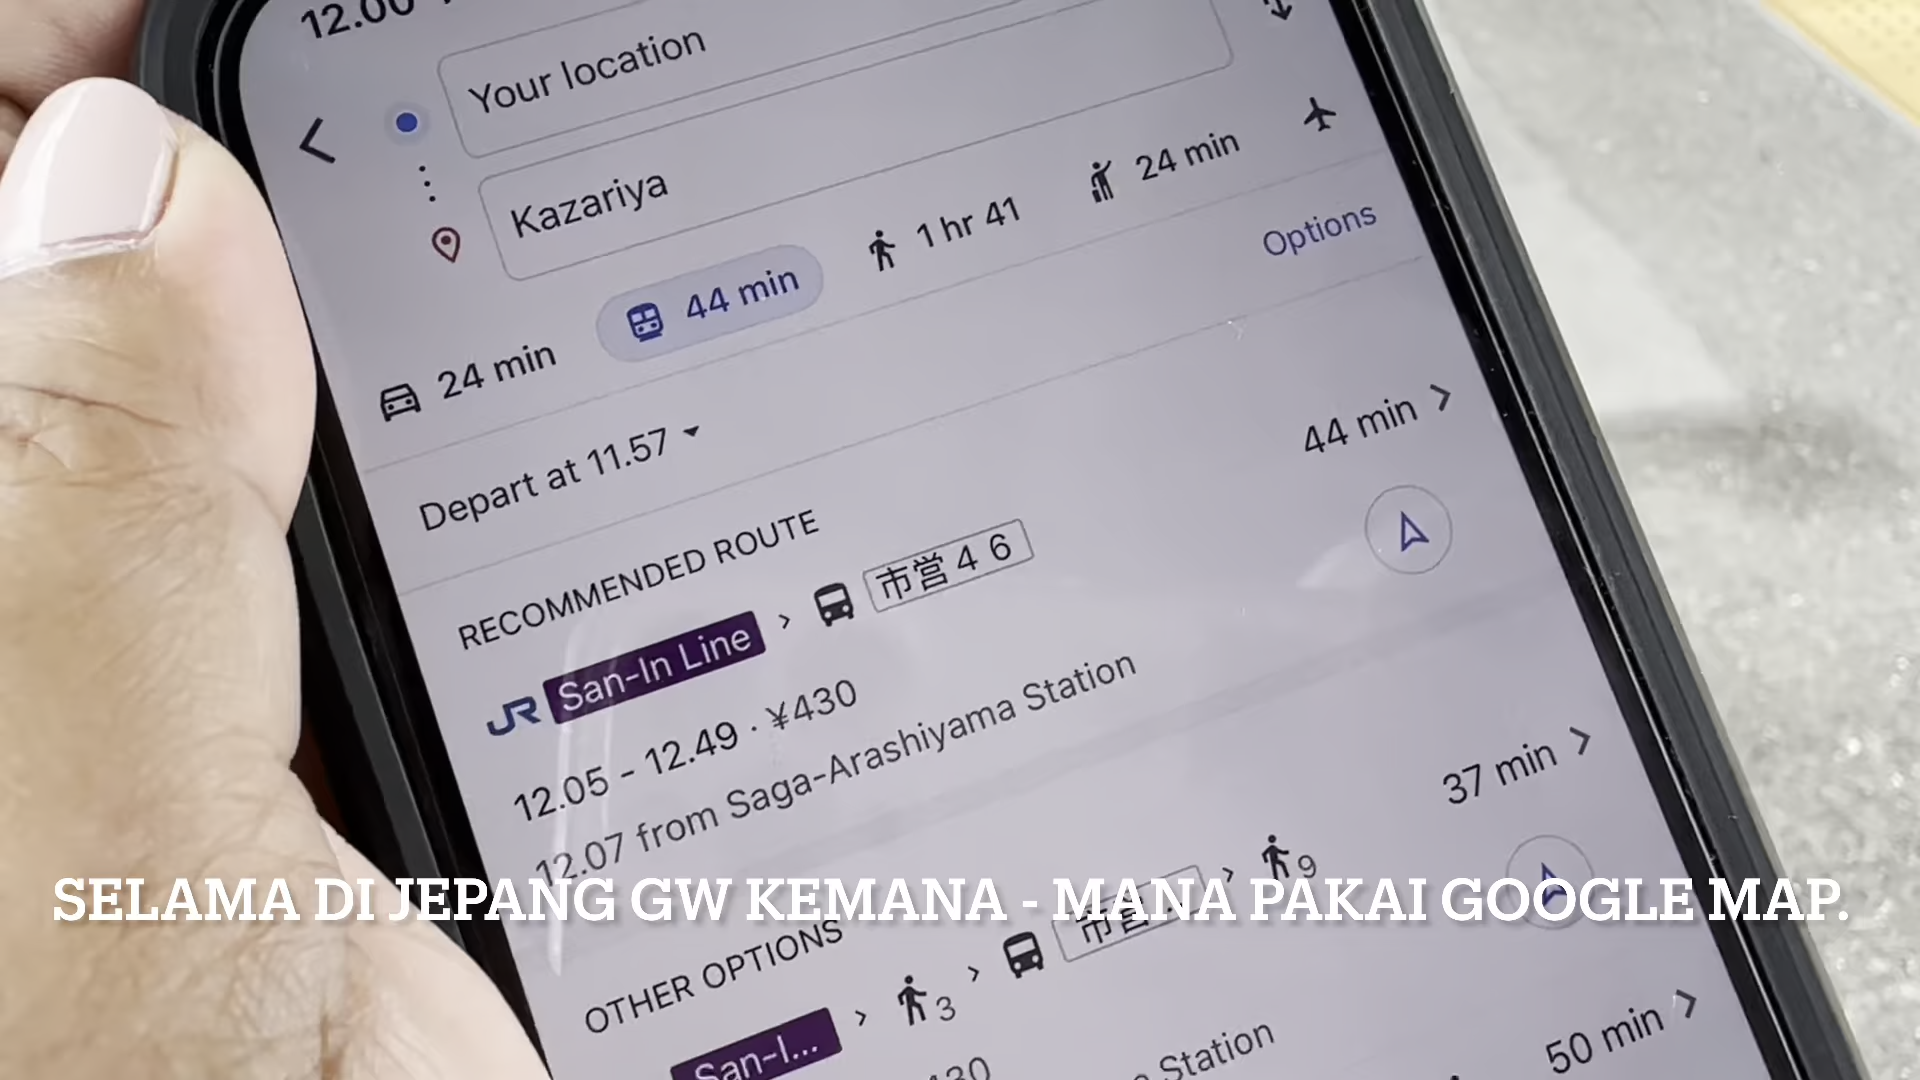 12.00
Your location
Kazariya
24 min
44 min
1 hr 41
24 min
Options
Depart at 11.57
RECOMMENDED ROUTE
44 min
JR San-In Line
市営46
12.05 - 12.49 · ¥430
12.07 from Saga-Arashiyama Station
OTHER OPTIONS
37 min
San-I...
3
市営
9
Station
50 min
SELAMA DI JEPANG GW KEMANA - MANA PAKAI GOOGLE MAP.